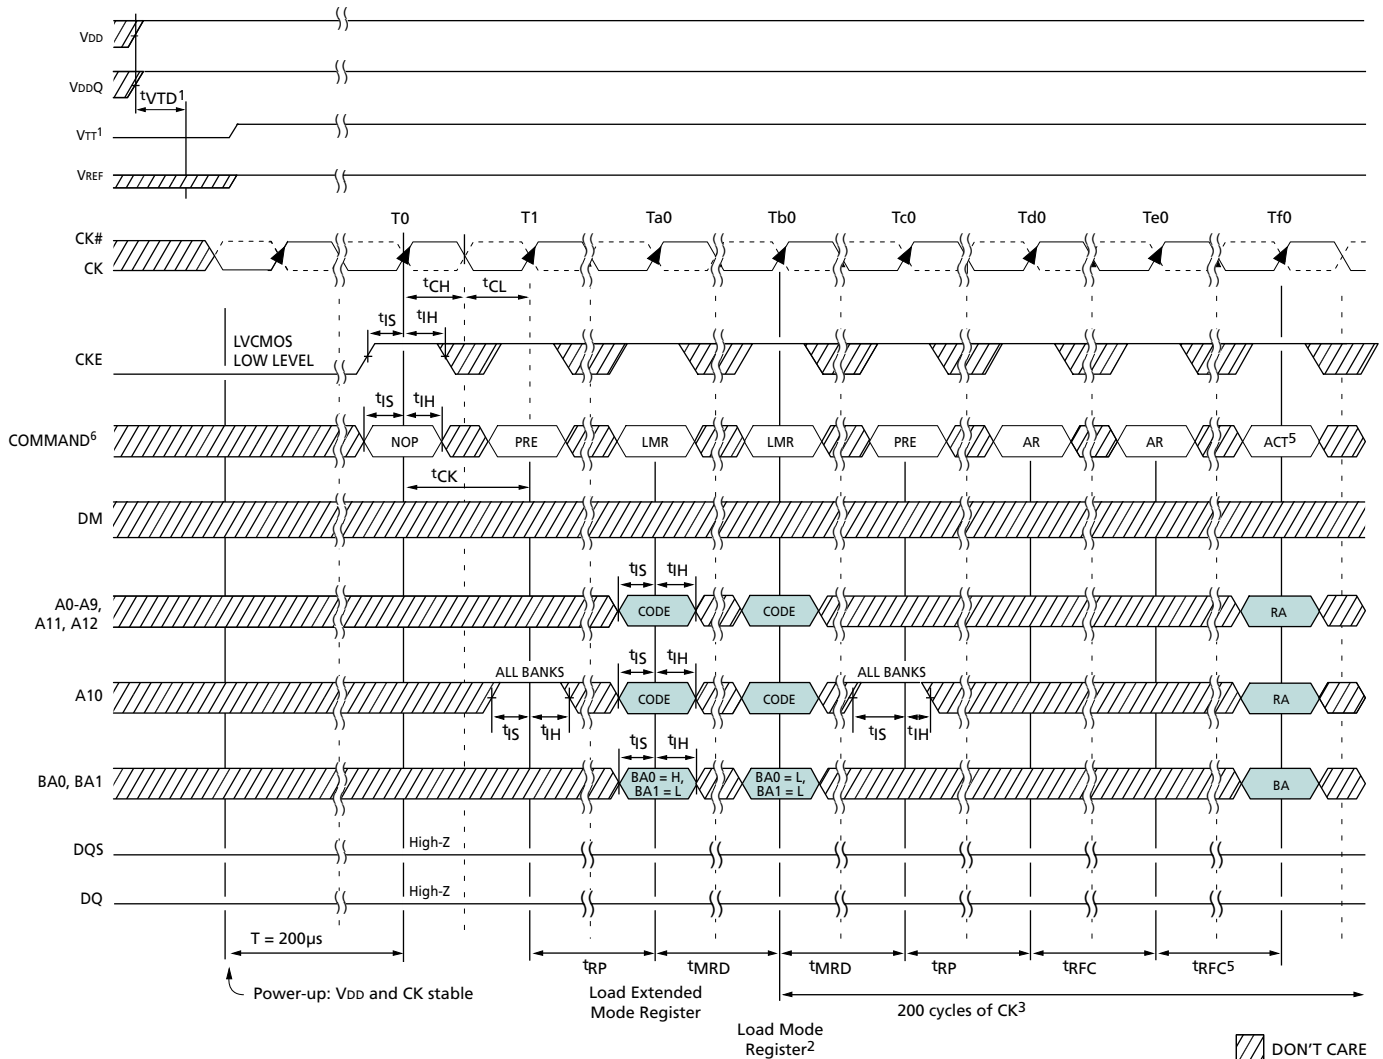 VDD
VDDQ
tVTD1
VTT1
VREF
T0 T1 Ta0 Tb0 Tc0 Td0 Te0 Tf0
CK#
CK
tCH tCL
tIS tIH
LVCMOS
LOW LEVEL
CKE
tIS tIH
COMMAND6 NOP PRE LMR LMR PRE AR AR ACT5
tCK
DM
tIS tIH
A0-A9,
A11, A12
CODE CODE RA
tIS tIH
ALL BANKS ALL BANKS
A10 CODE CODE RA
tIS tIH tIS tIH
tIS tIH
BA0, BA1
BA0 = H,
BA1 = L
BA0 = L,
BA1 = L
BA
DQS High-Z
DQ High-Z
T = 200µs
tRP tMRD tMRD tRP tRFC tRFC5
Power-up: VDD and CK stable
Load Extended
Mode Register
200 cycles of CK3
Load Mode
Register2
DON'T CARE